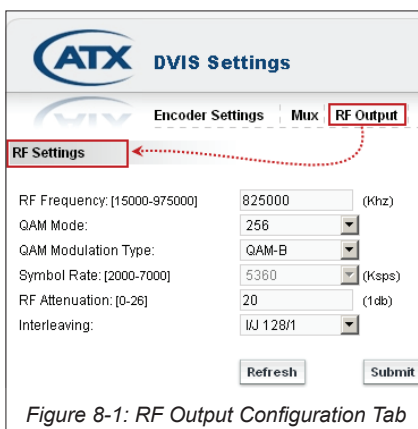 ATX DVIS Settings
Encoder Settings Mux RF Output
RF Settings
RF Frequency: [15000-975000] 825000 (Khz)
QAM Mode: 256
QAM Modulation Type: QAM-B
Symbol Rate: [2000-7000] 5360 (Ksps)
RF Attenuation: [0-26] 20 (1db)
Interleaving: I/J 128/1
Refresh Submit
Figure 8-1: RF Output Configuration Tab